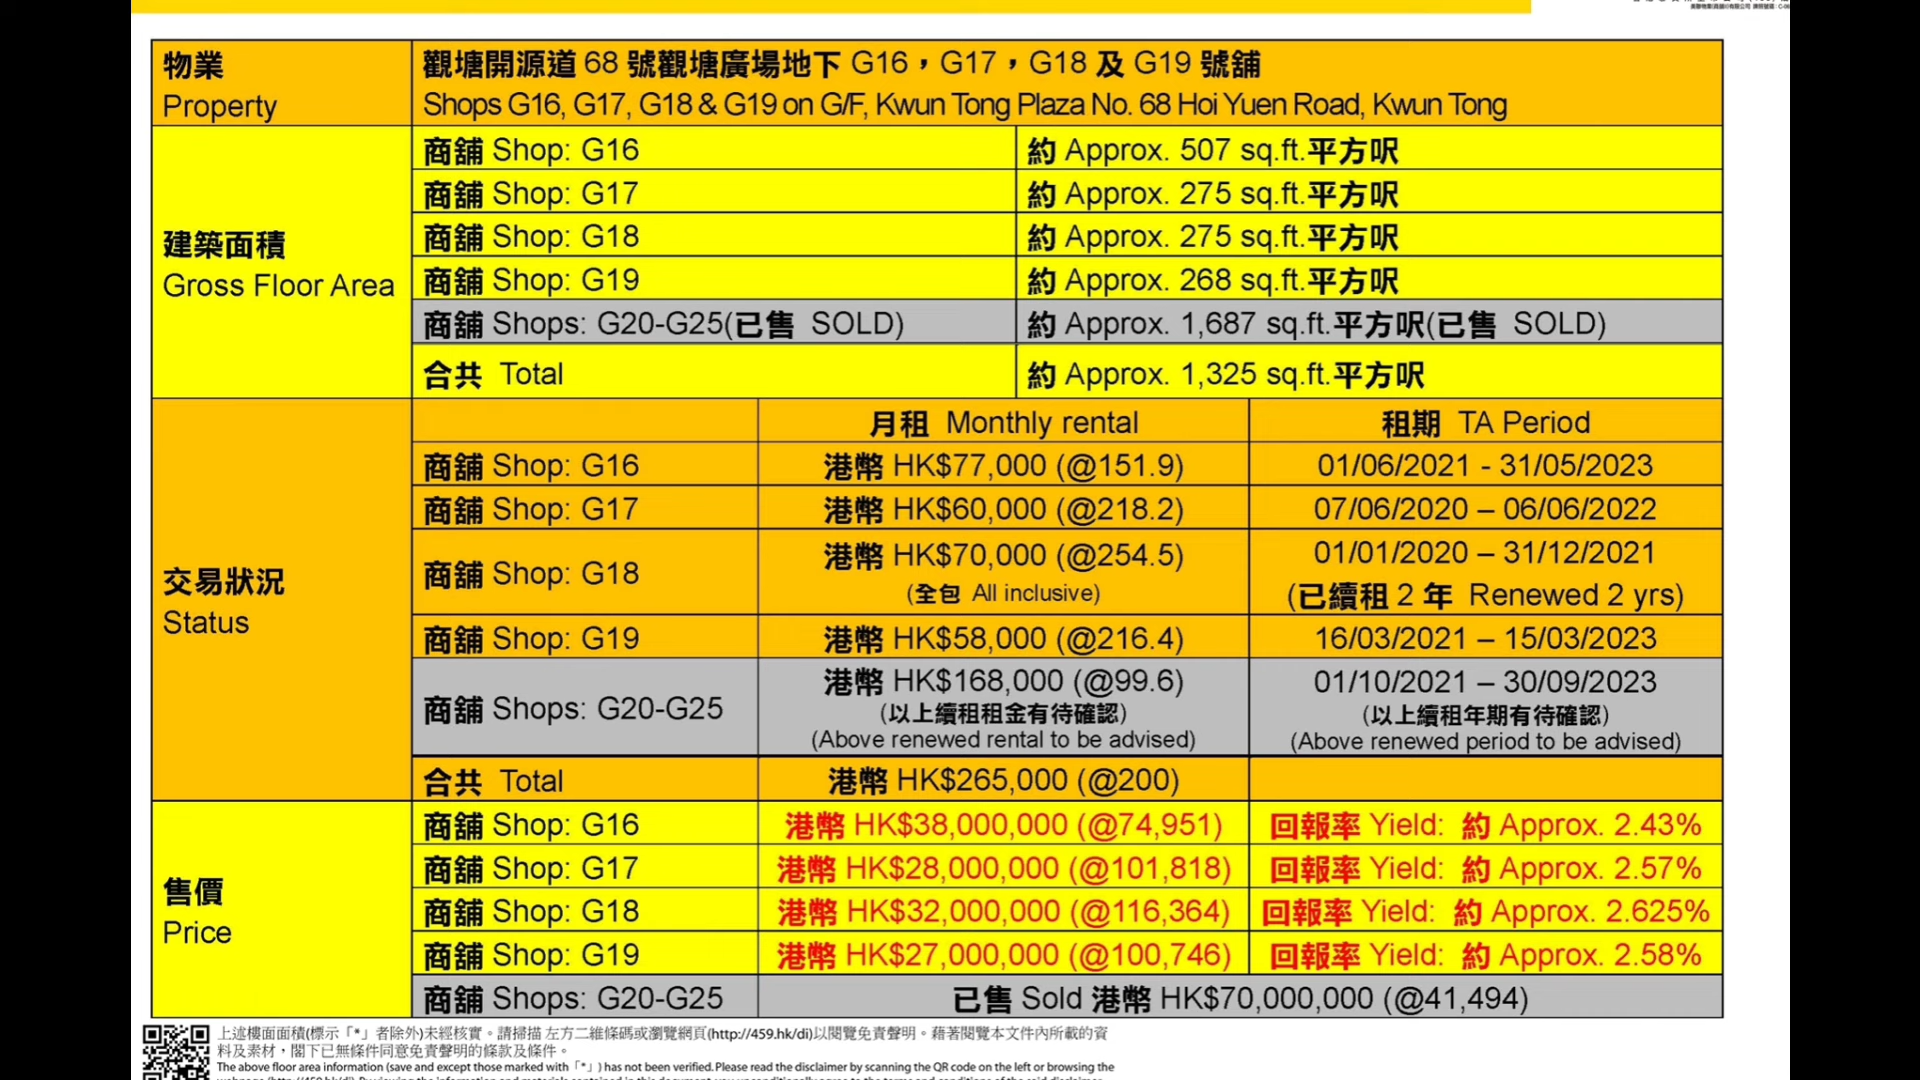 物業
Property
觀塘開源道 68 號觀塘廣場地下 G16，G17，G18 及 G19 號舖
Shops G16, G17, G18 & G19 on G/F, Kwun Tong Plaza No. 68 Hoi Yuen Road, Kwun Tong
建築面積
Gross Floor Area
商舖 Shop: G16 約 Approx. 507 sq.ft.平方呎
商舖 Shop: G17 約 Approx. 275 sq.ft.平方呎
商舖 Shop: G18 約 Approx. 275 sq.ft.平方呎
商舖 Shop: G19 約 Approx. 268 sq.ft.平方呎
商舖 Shops: G20-G25(已售 SOLD) 約 Approx. 1,687 sq.ft.平方呎(已售 SOLD)
合共 Total 約 Approx. 1,325 sq.ft.平方呎
交易狀況
Status
月租 Monthly rental 租期 TA Period
商舖 Shop: G16 港幣 HK$77,000 (@151.9) 01/06/2021 - 31/05/2023
商舖 Shop: G17 港幣 HK$60,000 (@218.2) 07/06/2020 – 06/06/2022
商舖 Shop: G18 港幣 HK$70,000 (@254.5) 01/01/2020 – 31/12/2021
(全包 All inclusive) (已續租 2 年 Renewed 2 yrs)
商舖 Shop: G19 港幣 HK$58,000 (@216.4) 16/03/2021 – 15/03/2023
商舖 Shops: G20-G25 港幣 HK$168,000 (@99.6) 01/10/2021 – 30/09/2023
(以上續租租金有待確認) (以上續租年期有待確認)
(Above renewed rental to be advised) (Above renewed period to be advised)
合共 Total 港幣 HK$265,000 (@200)
售價
Price
商舖 Shop: G16 港幣 HK$38,000,000 (@74,951) 回報率 Yield: 約 Approx. 2.43%
商舖 Shop: G17 港幣 HK$28,000,000 (@101,818) 回報率 Yield: 約 Approx. 2.57%
商舖 Shop: G18 港幣 HK$32,000,000 (@116,364) 回報率 Yield: 約 Approx. 2.625%
商舖 Shop: G19 港幣 HK$27,000,000 (@100,746) 回報率 Yield: 約 Approx. 2.58%
商舖 Shops: G20-G25 已售 Sold 港幣 HK$70,000,000 (@41,494)
上述樓面面積(標示「*」者除外)未經核實。請掃描 左方二維條碼或瀏覽網頁(http://459.hk/di)以閱覽免責聲明。藉著閱覽本文件內所載的資
料及素材，閣下已無條件同意免責聲明的條款及條件。
The above floor area information (save and except those marked with「*」) has not been verified. Please read the disclaimer by scanning the QR code on the left or browsing the